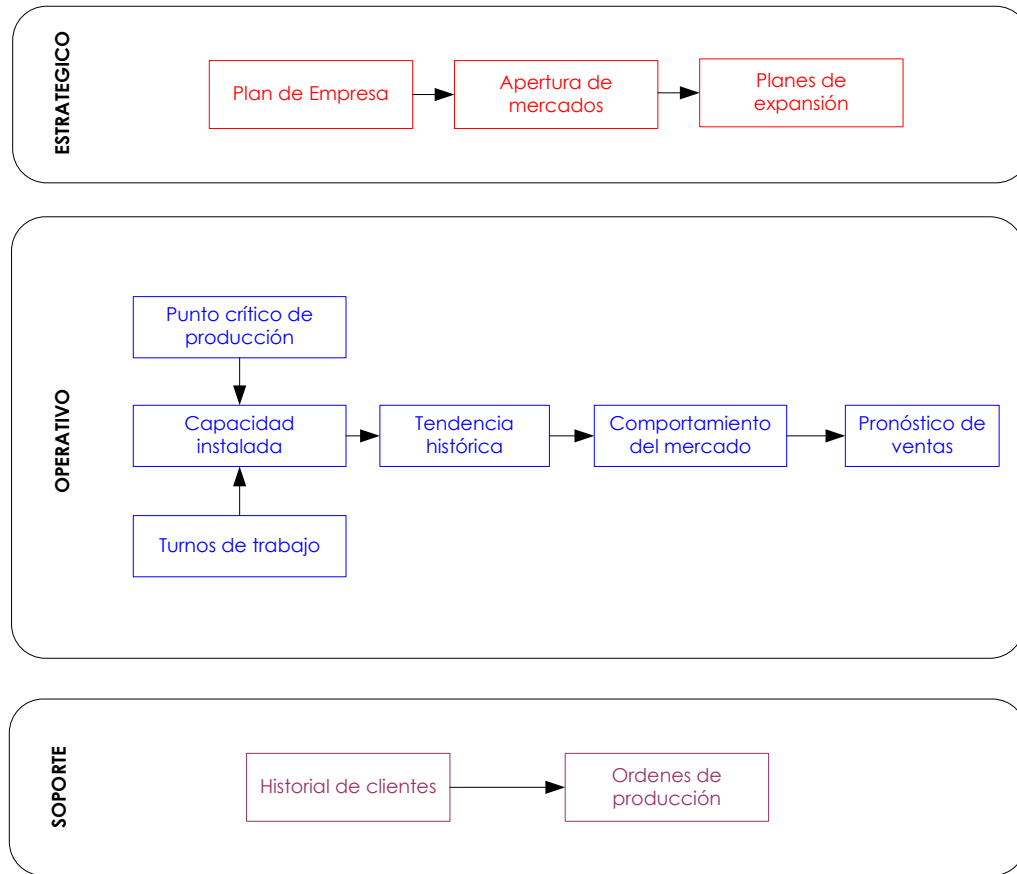 ESTRATEGICO
Plan de Empresa
Apertura de
mercados
Planes de
expansión
OPERATIVO
Punto crítico de
producción
Capacidad
instalada
Tendencia
histórica
Comportamiento
del mercado
Pronóstico de
ventas
Turnos de trabajo
SOPORTE
Historial de clientes
Ordenes de
producción